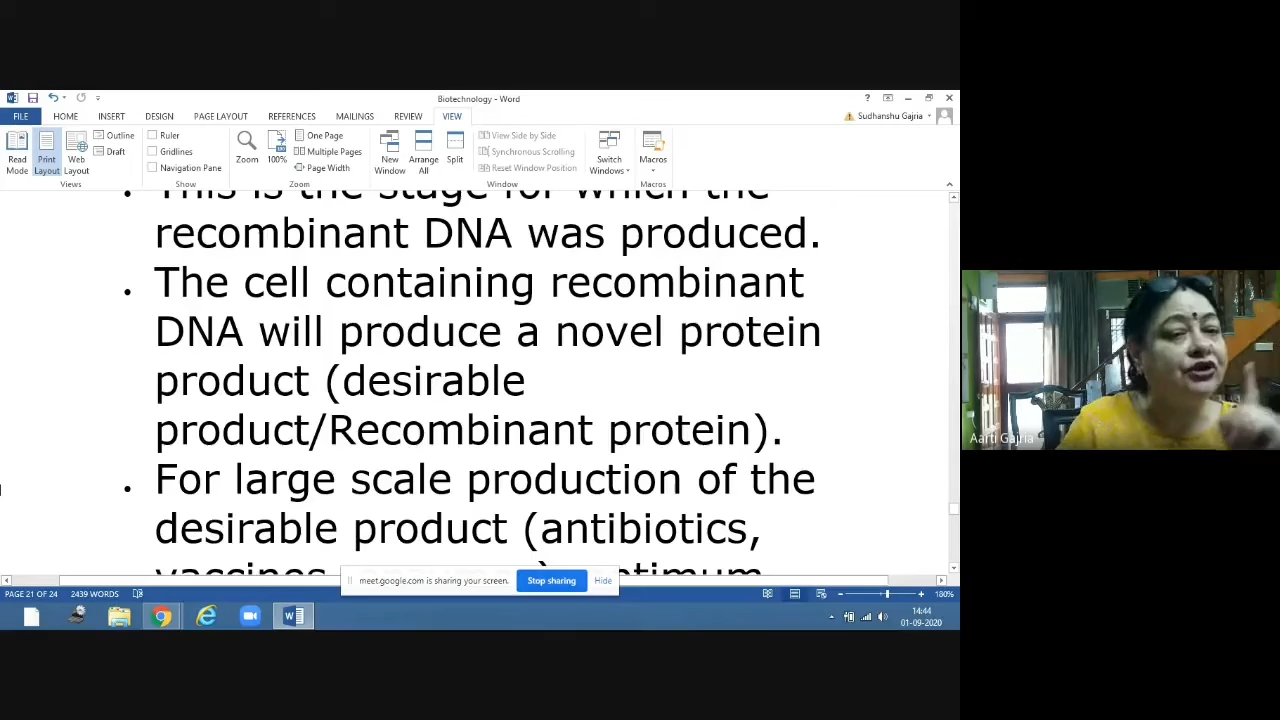 Biotechnology - Word
FILE HOME INSERT DESIGN PAGE LAYOUT REFERENCES MAILINGS REVIEW VIEW
Sudhanshu Gajria
Read Mode
Print Layout
Web Layout
Outline
Draft
Views
Ruler
Gridlines
Navigation Pane
Show
Zoom
100%
One Page
Multiple Pages
Page Width
Zoom
New Window
Arrange All
Split
View Side by Side
Synchronous Scrolling
Reset Window Position
Window
Switch Windows
Macros
Macros
• This is the stage for which the
recombinant DNA was produced.
• The cell containing recombinant
DNA will produce a novel protein
product (desirable
product/Recombinant protein).
• For large scale production of the
desirable product (antibiotics,
optimum
Aarti Gajria
meet.google.com is sharing your screen. Stop sharing Hide
PAGE 21 OF 24 2439 WORDS
180%
14:44
01-09-2020